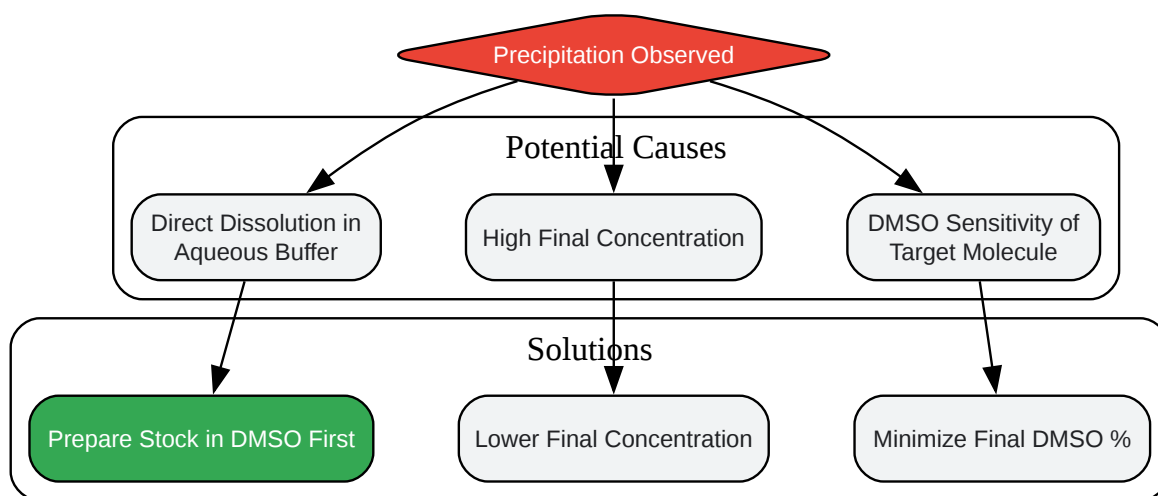 Precipitation Observed
Potential Causes
Direct Dissolution in
Aqueous Buffer
High Final Concentration
DMSO Sensitivity of
Target Molecule
Solutions
Prepare Stock in DMSO First
Lower Final Concentration
Minimize Final DMSO %